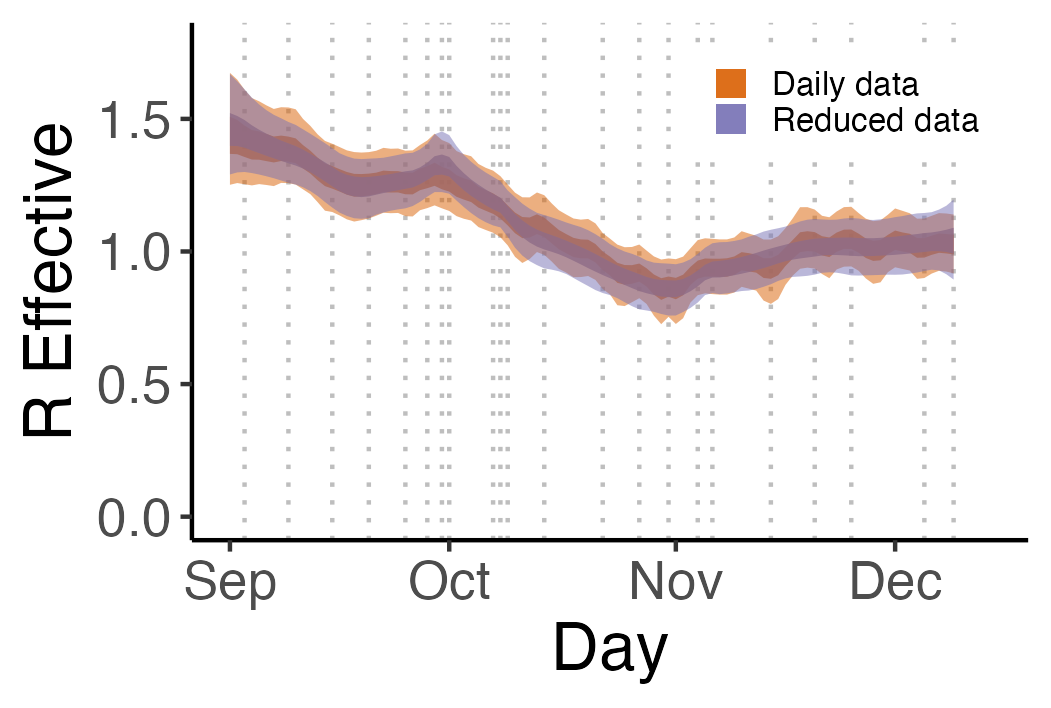 R Effective
1.5
1.0
0.5
0.0
Daily data
Reduced data
Sep Oct Nov Dec
Day